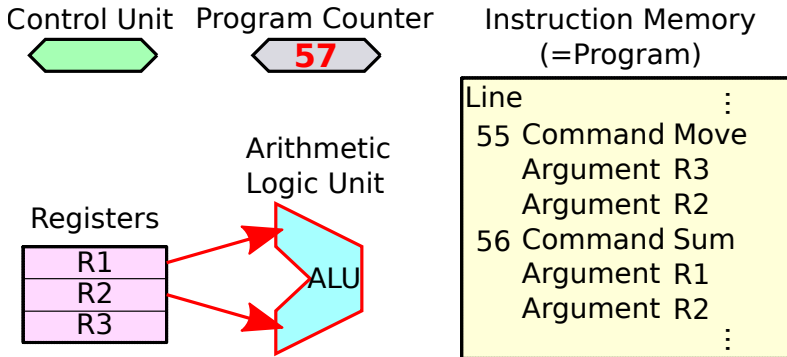 Control Unit
Program Counter
57
Instruction Memory
(=Program)
Line
⋮
55 Command Move
Argument R3
Argument R2
56 Command Sum
Argument R1
Argument R2
⋮
Arithmetic
Logic Unit
ALU
Registers
R1
R2
R3